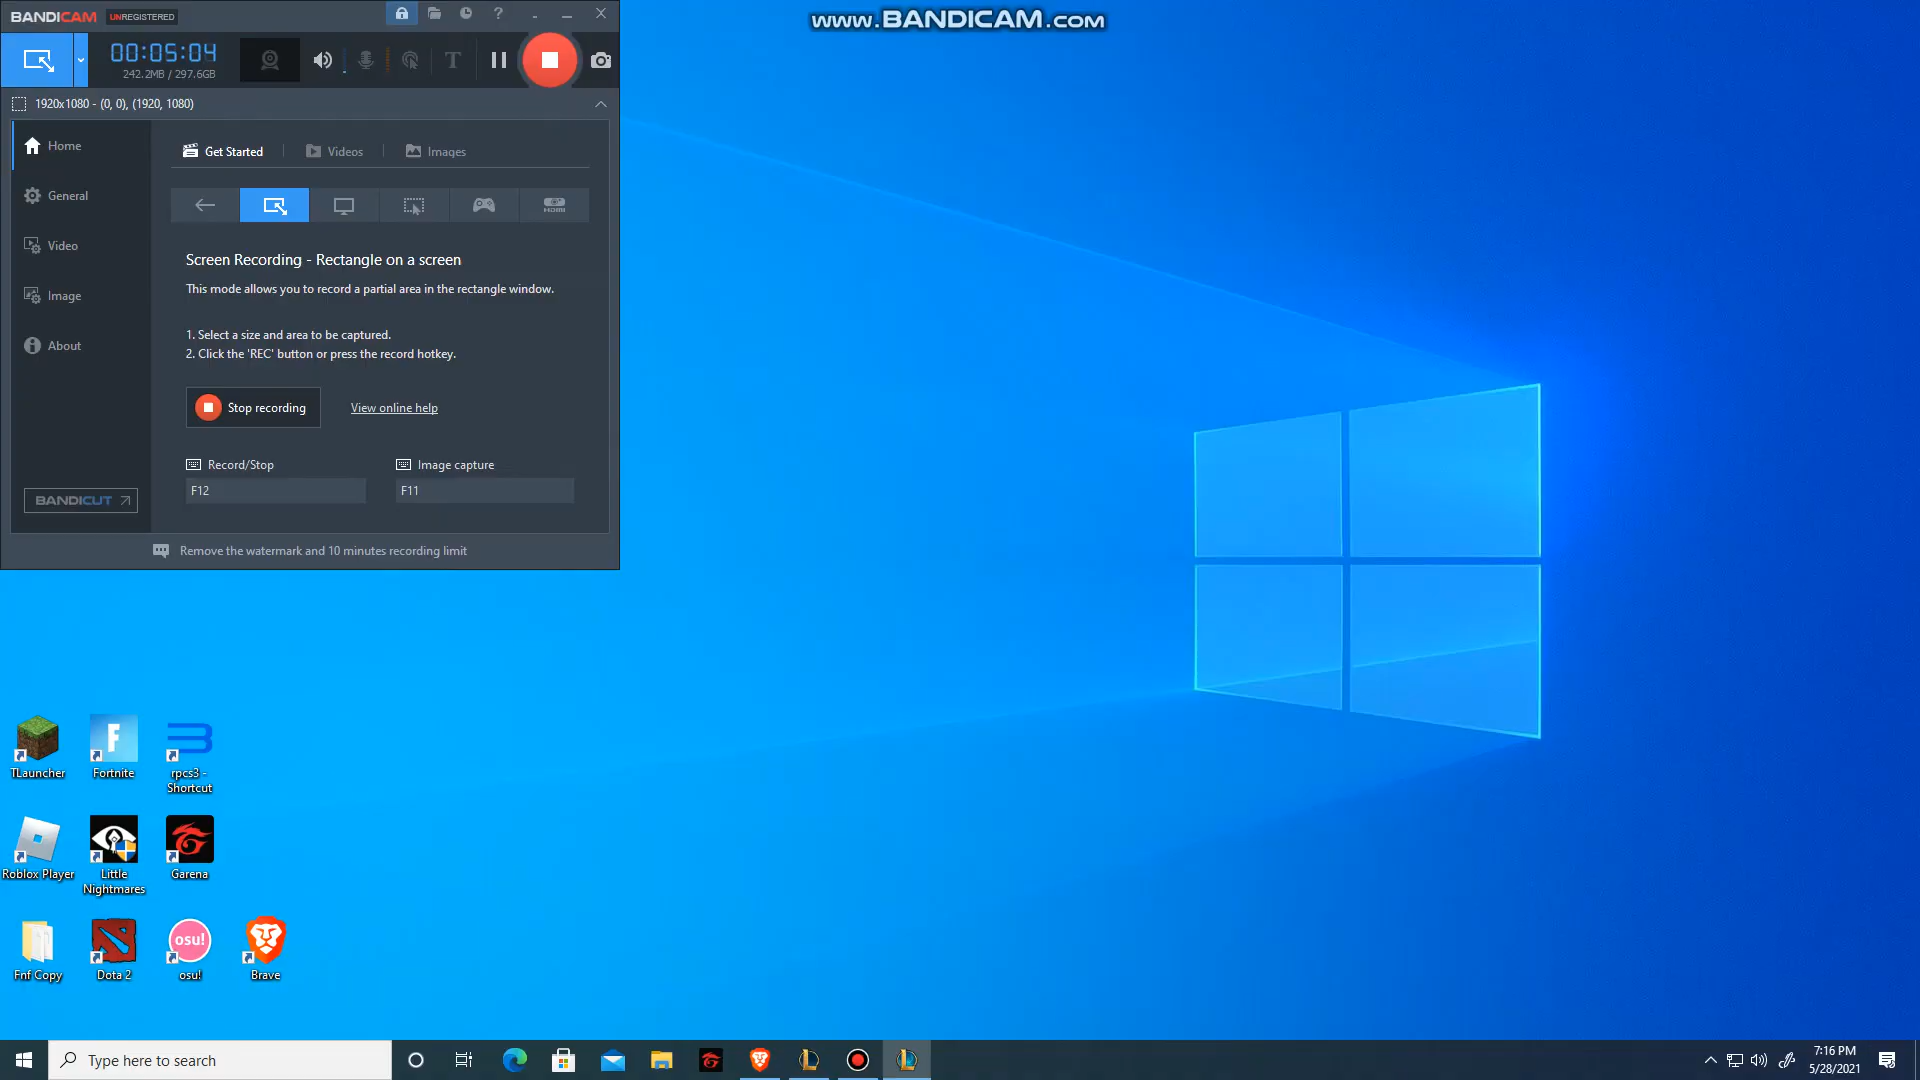 BANDICAM UNREGISTERED
www.BANDICAM.com
00:05:04
242.2MB / 297.6GB
1920x1080 - (0, 0), (1920, 1080)
Home
General
Video
Image
About
BANDICUT
Get Started
Videos
Images
HDMI
Screen Recording - Rectangle on a screen
This mode allows you to record a partial area in the rectangle window.
1. Select a size and area to be captured.
2. Click the 'REC' button or press the record hotkey.
Stop recording
View online help
Record/Stop
Image capture
F12
F11
Remove the watermark and 10 minutes recording limit
TLauncher
Fortnite
rpcs3 -
Shortcut
Roblox Player
Little
Nightmares
Garena
Fnf Copy
Dota 2
osu!
osu!
Brave
Type here to search
7:16 PM
5/28/2021